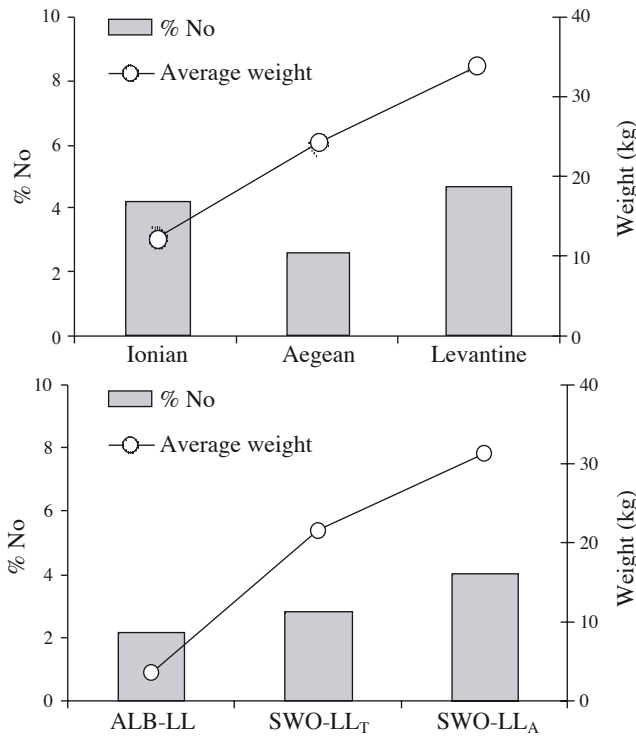 10
8
6
4
2
0
% No
% No
Average weight
40
30
20
10
0
Weight (kg)
Ionian Aegean Levantine
10
8
6
4
2
0
% No
% No
Average weight
40
30
20
10
0
Weight (kg)
ALB-LL SWO-LL_T SWO-LL_A